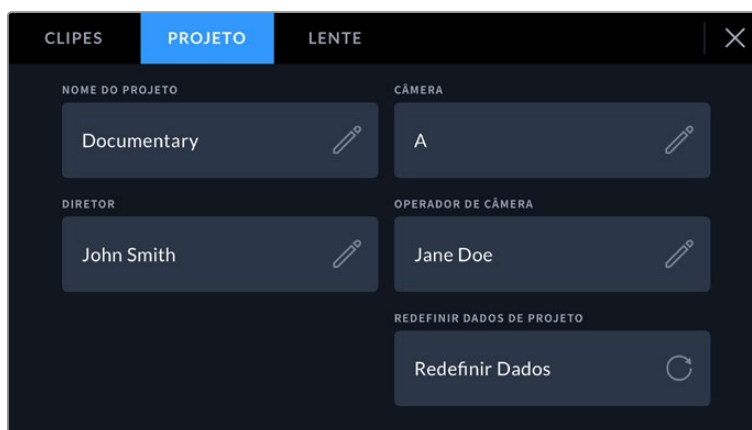 CLIPES PROJETO LENTE
NOME DO PROJETO CÂMERA
Documentary A
DIRETOR OPERADOR DE CÂMERA
John Smith Jane Doe
REDEFINIR DADOS DE PROJETO
Redefinir Dados